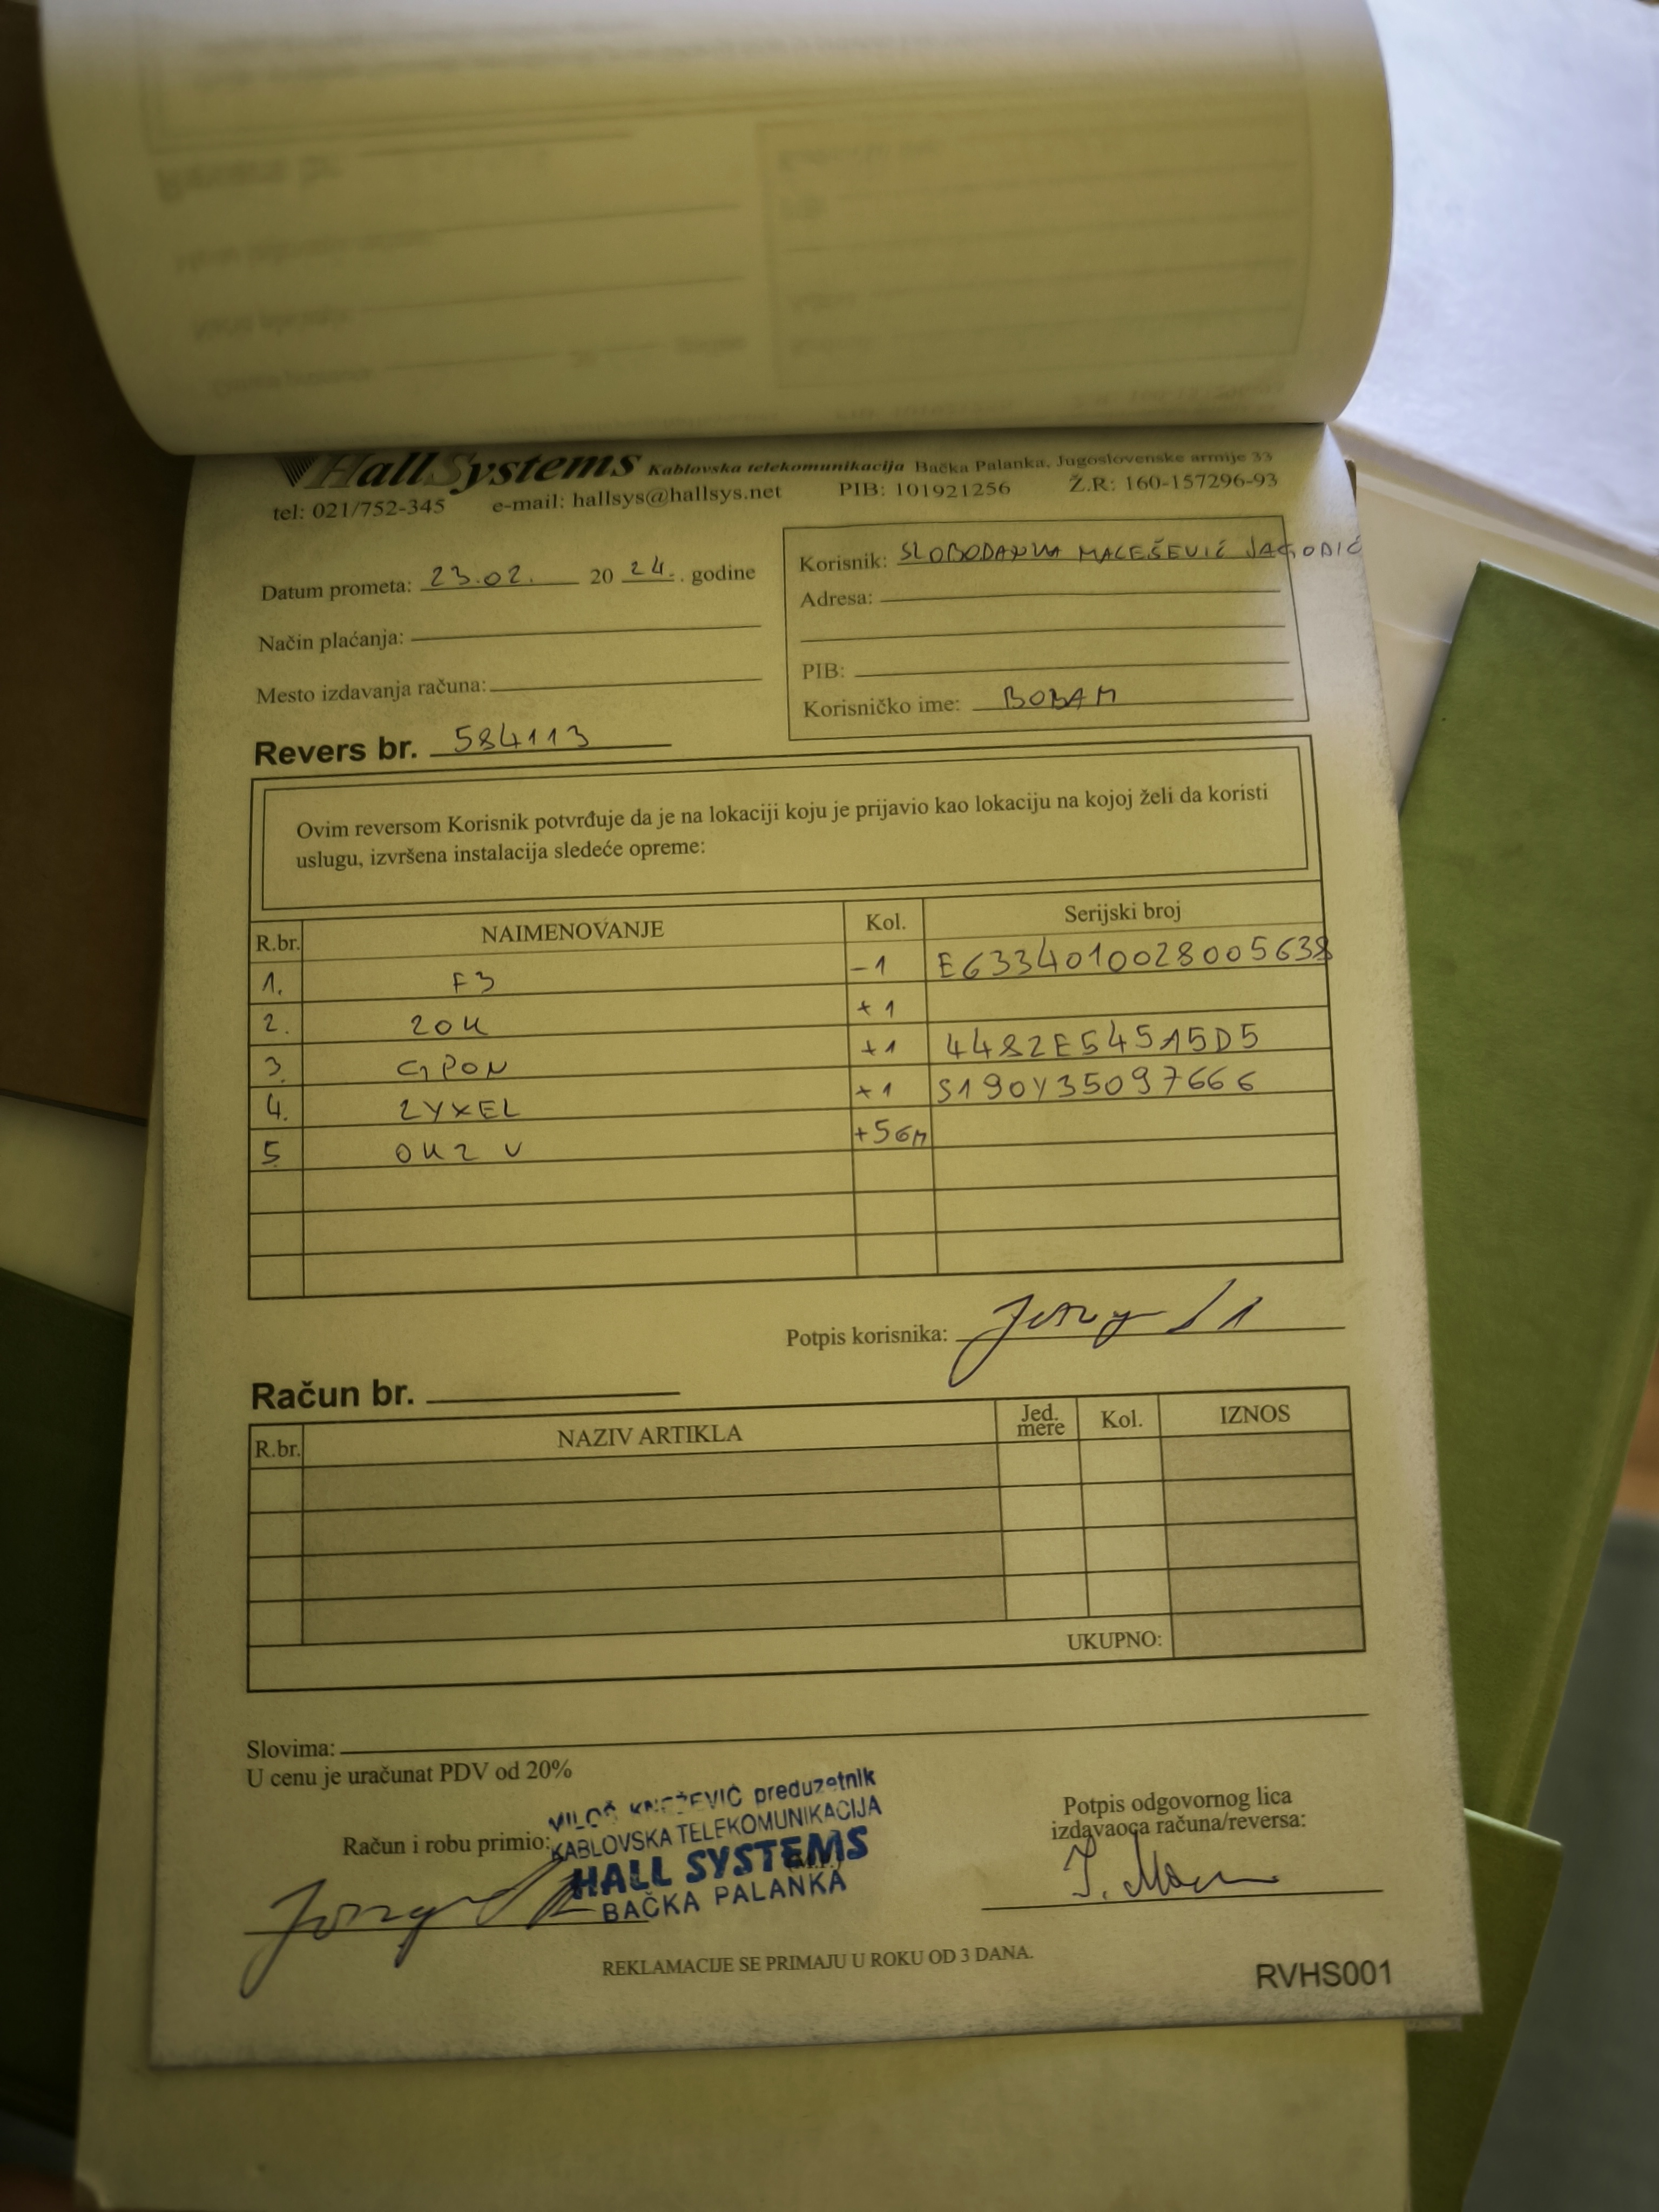 HallSystems Kablovska telekomunikacija Bačka Palanka, Jugoslovenske armije 33
tel: 021/752-345 e-mail: hallsys@hallsys.net PIB: 101921256 Ž.R: 160-157296-93
Datum prometa: 23.02. 20 24. godine
Način plaćanja:
Mesto izdavanja računa:
Revers br. 584113
Korisnik: SLOBODANKA MALEŠEVIĆ JAGODIĆ
Adresa:
PIB:
Korisničko ime: BOBAM
Ovim reversom Korisnik potvrđuje da je na lokaciji koju je prijavio kao lokaciju na kojoj želi da koristi
uslugu, izvršena instalacija sledeće opreme:
R.br. NAIMENOVANJE Kol. Serijski broj
1. F3 -1 E6334010028005638
2. ZOK +1
3. GPON +1 4482E54515D5
4. ZYXEL +1 S190Y35097666
5 OK2 V +56M
Potpis korisnika:
Račun br.
R.br. NAZIV ARTIKLA Jed. mere Kol. IZNOS
UKUPNO:
Slovima:
U cenu je uračunat PDV od 20%
MILOŠ KNEŽEVIĆ preduzetnik
KABLOVSKA TELEKOMUNIKACIJA
HALL SYSTEMS
BAČKA PALANKA
Račun i robu primio:
(M.P.)
Potpis odgovornog lica
izdavaoca računa/reversa:
REKLAMACIJE SE PRIMAJU U ROKU OD 3 DANA.
RVHS001